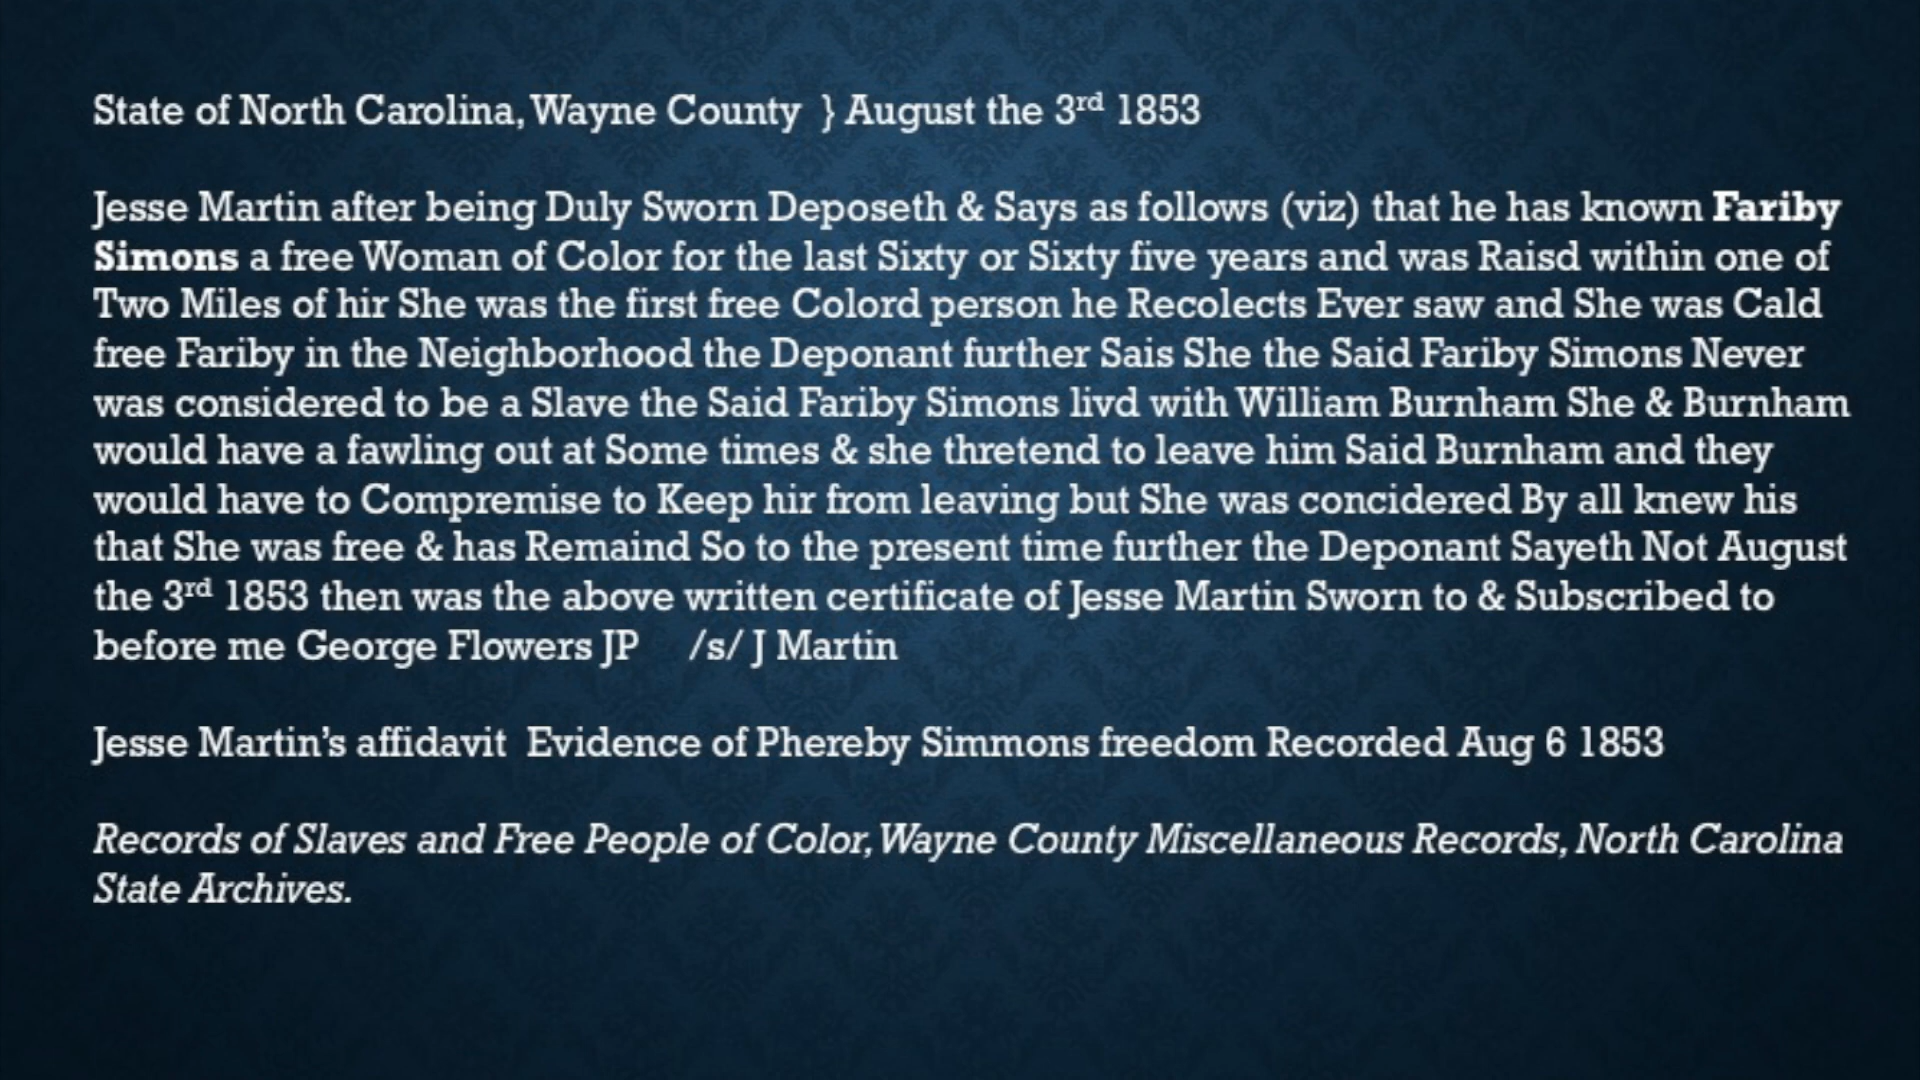 State of North Carolina, Wayne County } August the 3rd 1853
Jesse Martin after being Duly Sworn Deposeth & Says as follows (viz) that he has known Fariby
Simons a free Woman of Color for the last Sixty or Sixty five years and was Raisd within one of
Two Miles of hir She was the first free Colord person he Recolects Ever saw and She was Cald
free Fariby in the Neighborhood the Deponant further Sais She the Said Fariby Simons Never
was considered to be a Slave the Said Fariby Simons livd with William Burnham She & Burnham
would have a fawling out at Some times & she thretend to leave him Said Burnham and they
would have to Compremise to Keep hir from leaving but She was concidered By all knew his
that She was free & has Remaind So to the present time further the Deponant Sayeth Not August
the 3rd 1853 then was the above written certificate of Jesse Martin Sworn to & Subscribed to
before me George Flowers JP /s/ J Martin
Jesse Martin's affidavit Evidence of Phereby Simmons freedom Recorded Aug 6 1853
Records of Slaves and Free People of Color, Wayne County Miscellaneous Records, North Carolina
State Archives.